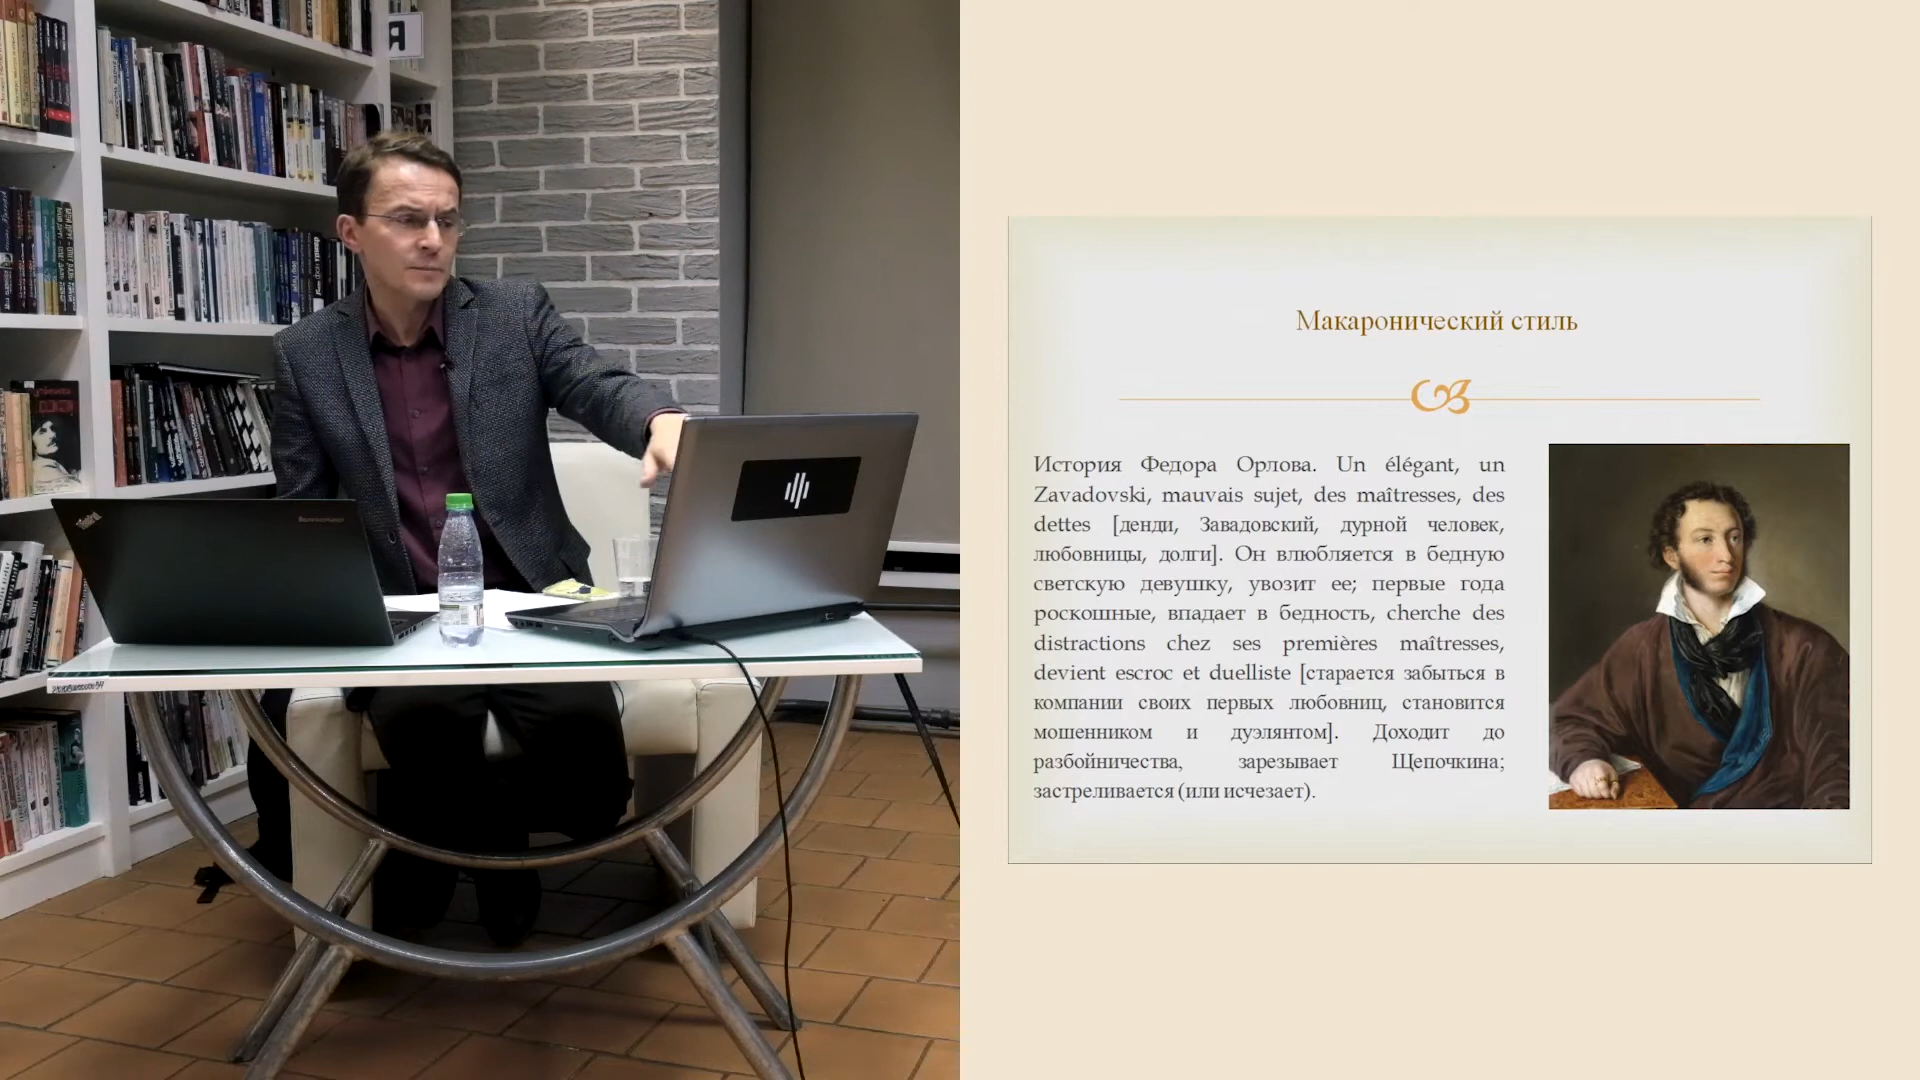 Я
ThinkPad
Макаронический стиль
История Федора Орлова. Un élégant, un
Zavadovski, mauvais sujet, des maîtresses, des
dettes [денди, Завадовский, дурной человек,
любовницы, долги]. Он влюбляется в бедную
светскую девушку, увозит ее; первые года
роскошные, впадает в бедность, cherche des
distractions chez ses premières maîtresses,
devient escroc et duelliste [старается забыться в
компании своих первых любовниц, становится
мошенником и дуэлянтом]. Доходит до
разбойничества, зарезывает Щепочкина;
застреливается (или исчезает).